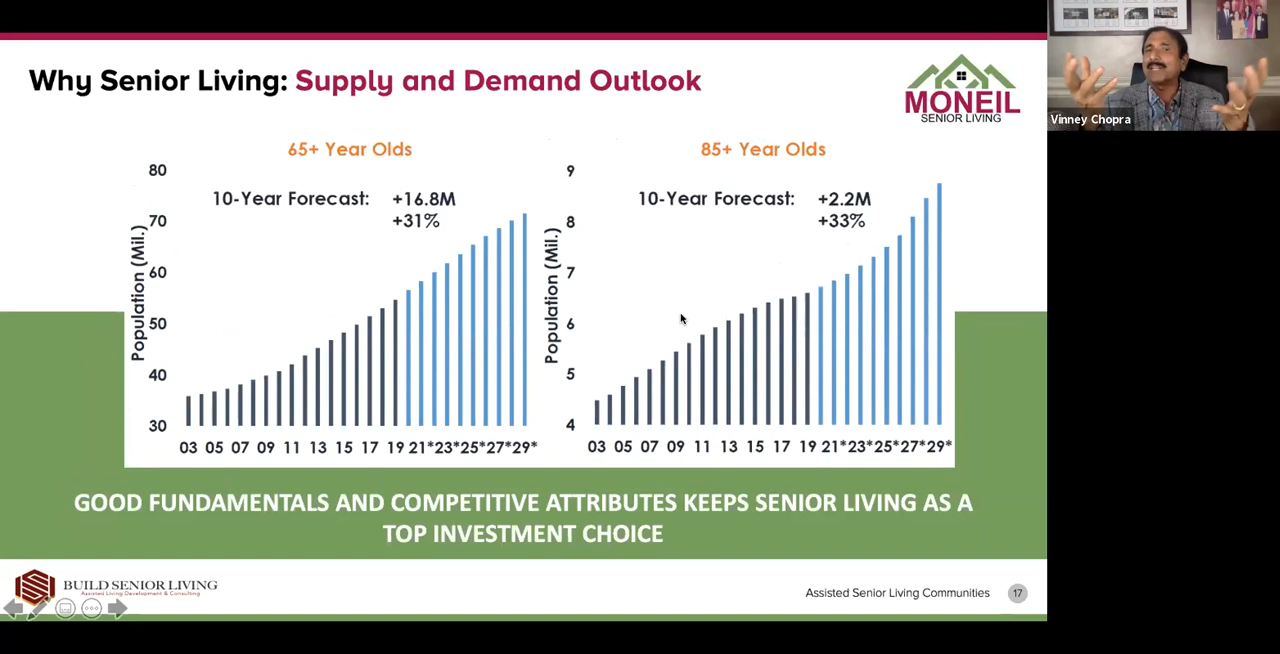 Why Senior Living: Supply and Demand Outlook
MONEIL
SENIOR LIVING
Vinney Chopra
65+ Year Olds
10-Year Forecast: +16.8M
+31%
Population (Mil.)
80
70
60
50
40
30
03 05 07 09 11 13 15 17 19 21*23*25*27*29*
85+ Year Olds
10-Year Forecast: +2.2M
+33%
Population (Mil.)
9
8
7
6
5
4
03 05 07 09 11 13 15 17 19 21*23*25*27*29*
GOOD FUNDAMENTALS AND COMPETITIVE ATTRIBUTES KEEPS SENIOR LIVING AS A
TOP INVESTMENT CHOICE
BUILD SENIOR LIVING
Assisted Living Development & Consulting
Assisted Senior Living Communities 17